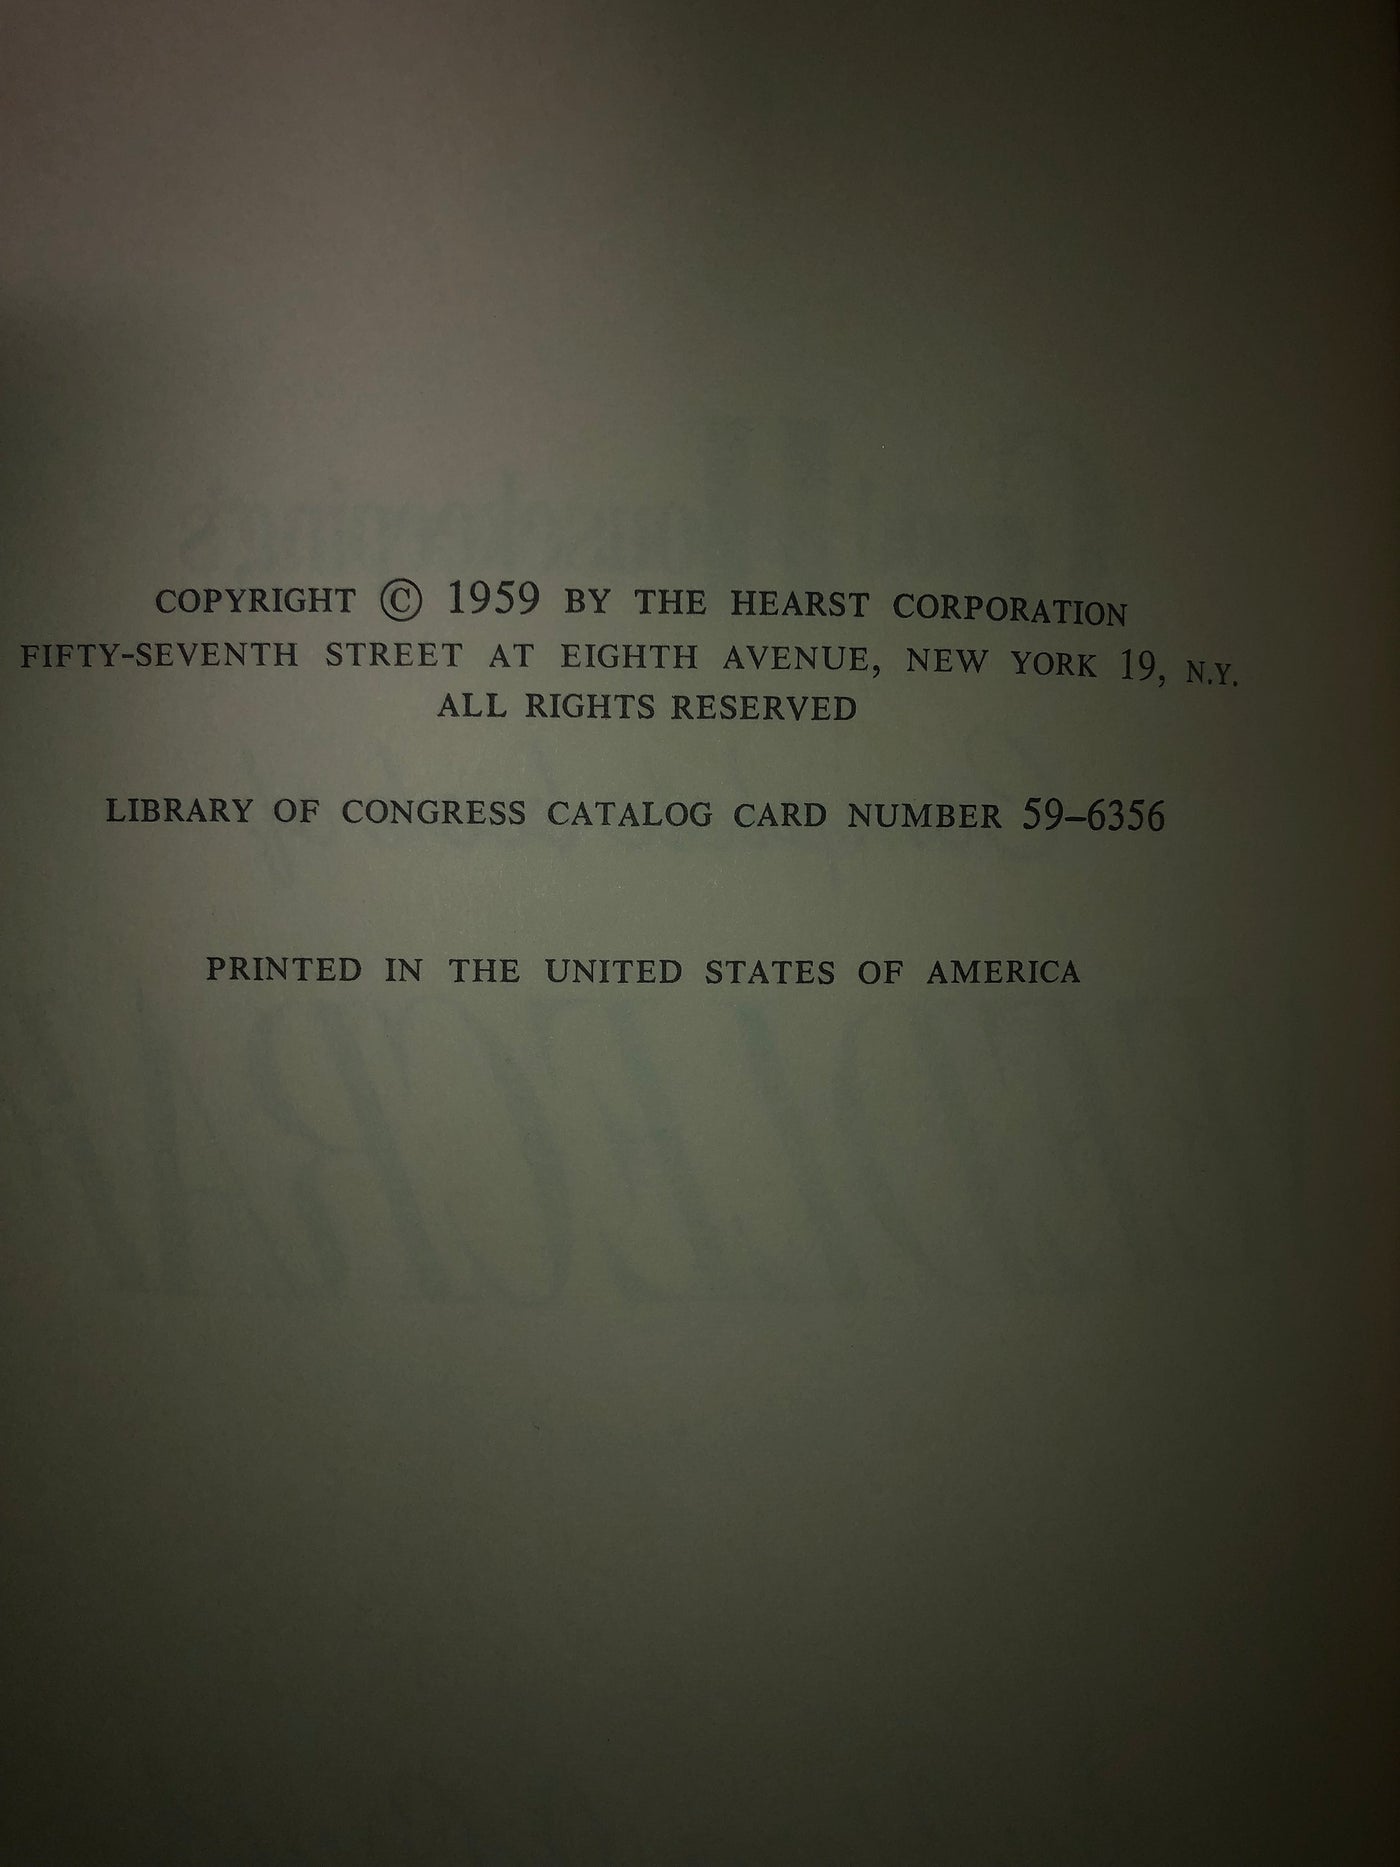 COPYRIGHT © 1959 BY THE HEARST CORPORATION
FIFTY-SEVENTH STREET AT EIGHTH AVENUE, NEW YORK 19, N.Y.
ALL RIGHTS RESERVED
LIBRARY OF CONGRESS CATALOG CARD NUMBER 59–6356
PRINTED IN THE UNITED STATES OF AMERICA